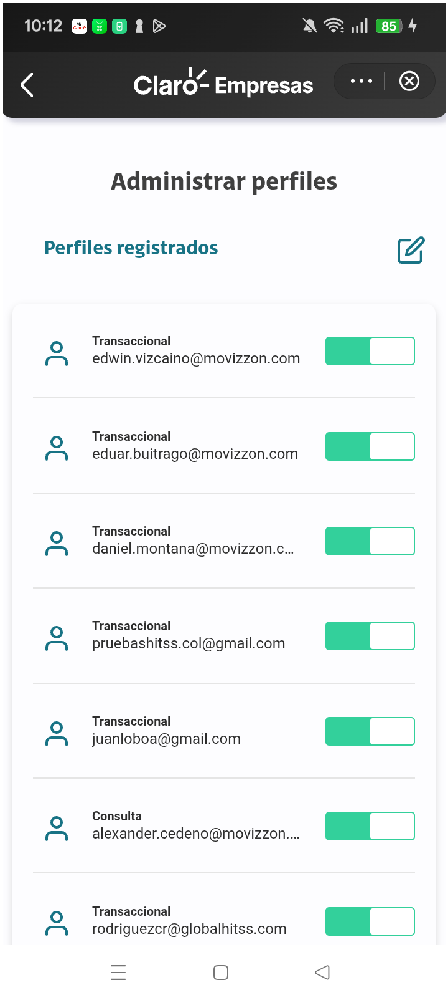 10:12
Mi Claro
85
Claro- Empresas
Administrar perfiles
Perfiles registrados
Transaccional
edwin.vizcaino@movizzon.com
Transaccional
eduar.buitrago@movizzon.com
Transaccional
daniel.montana@movizzon.c...
Transaccional
pruebashitss.col@gmail.com
Transaccional
juanloboa@gmail.com
Consulta
alexander.cedeno@movizzon....
Transaccional
rodriguezcr@globalhitss.com